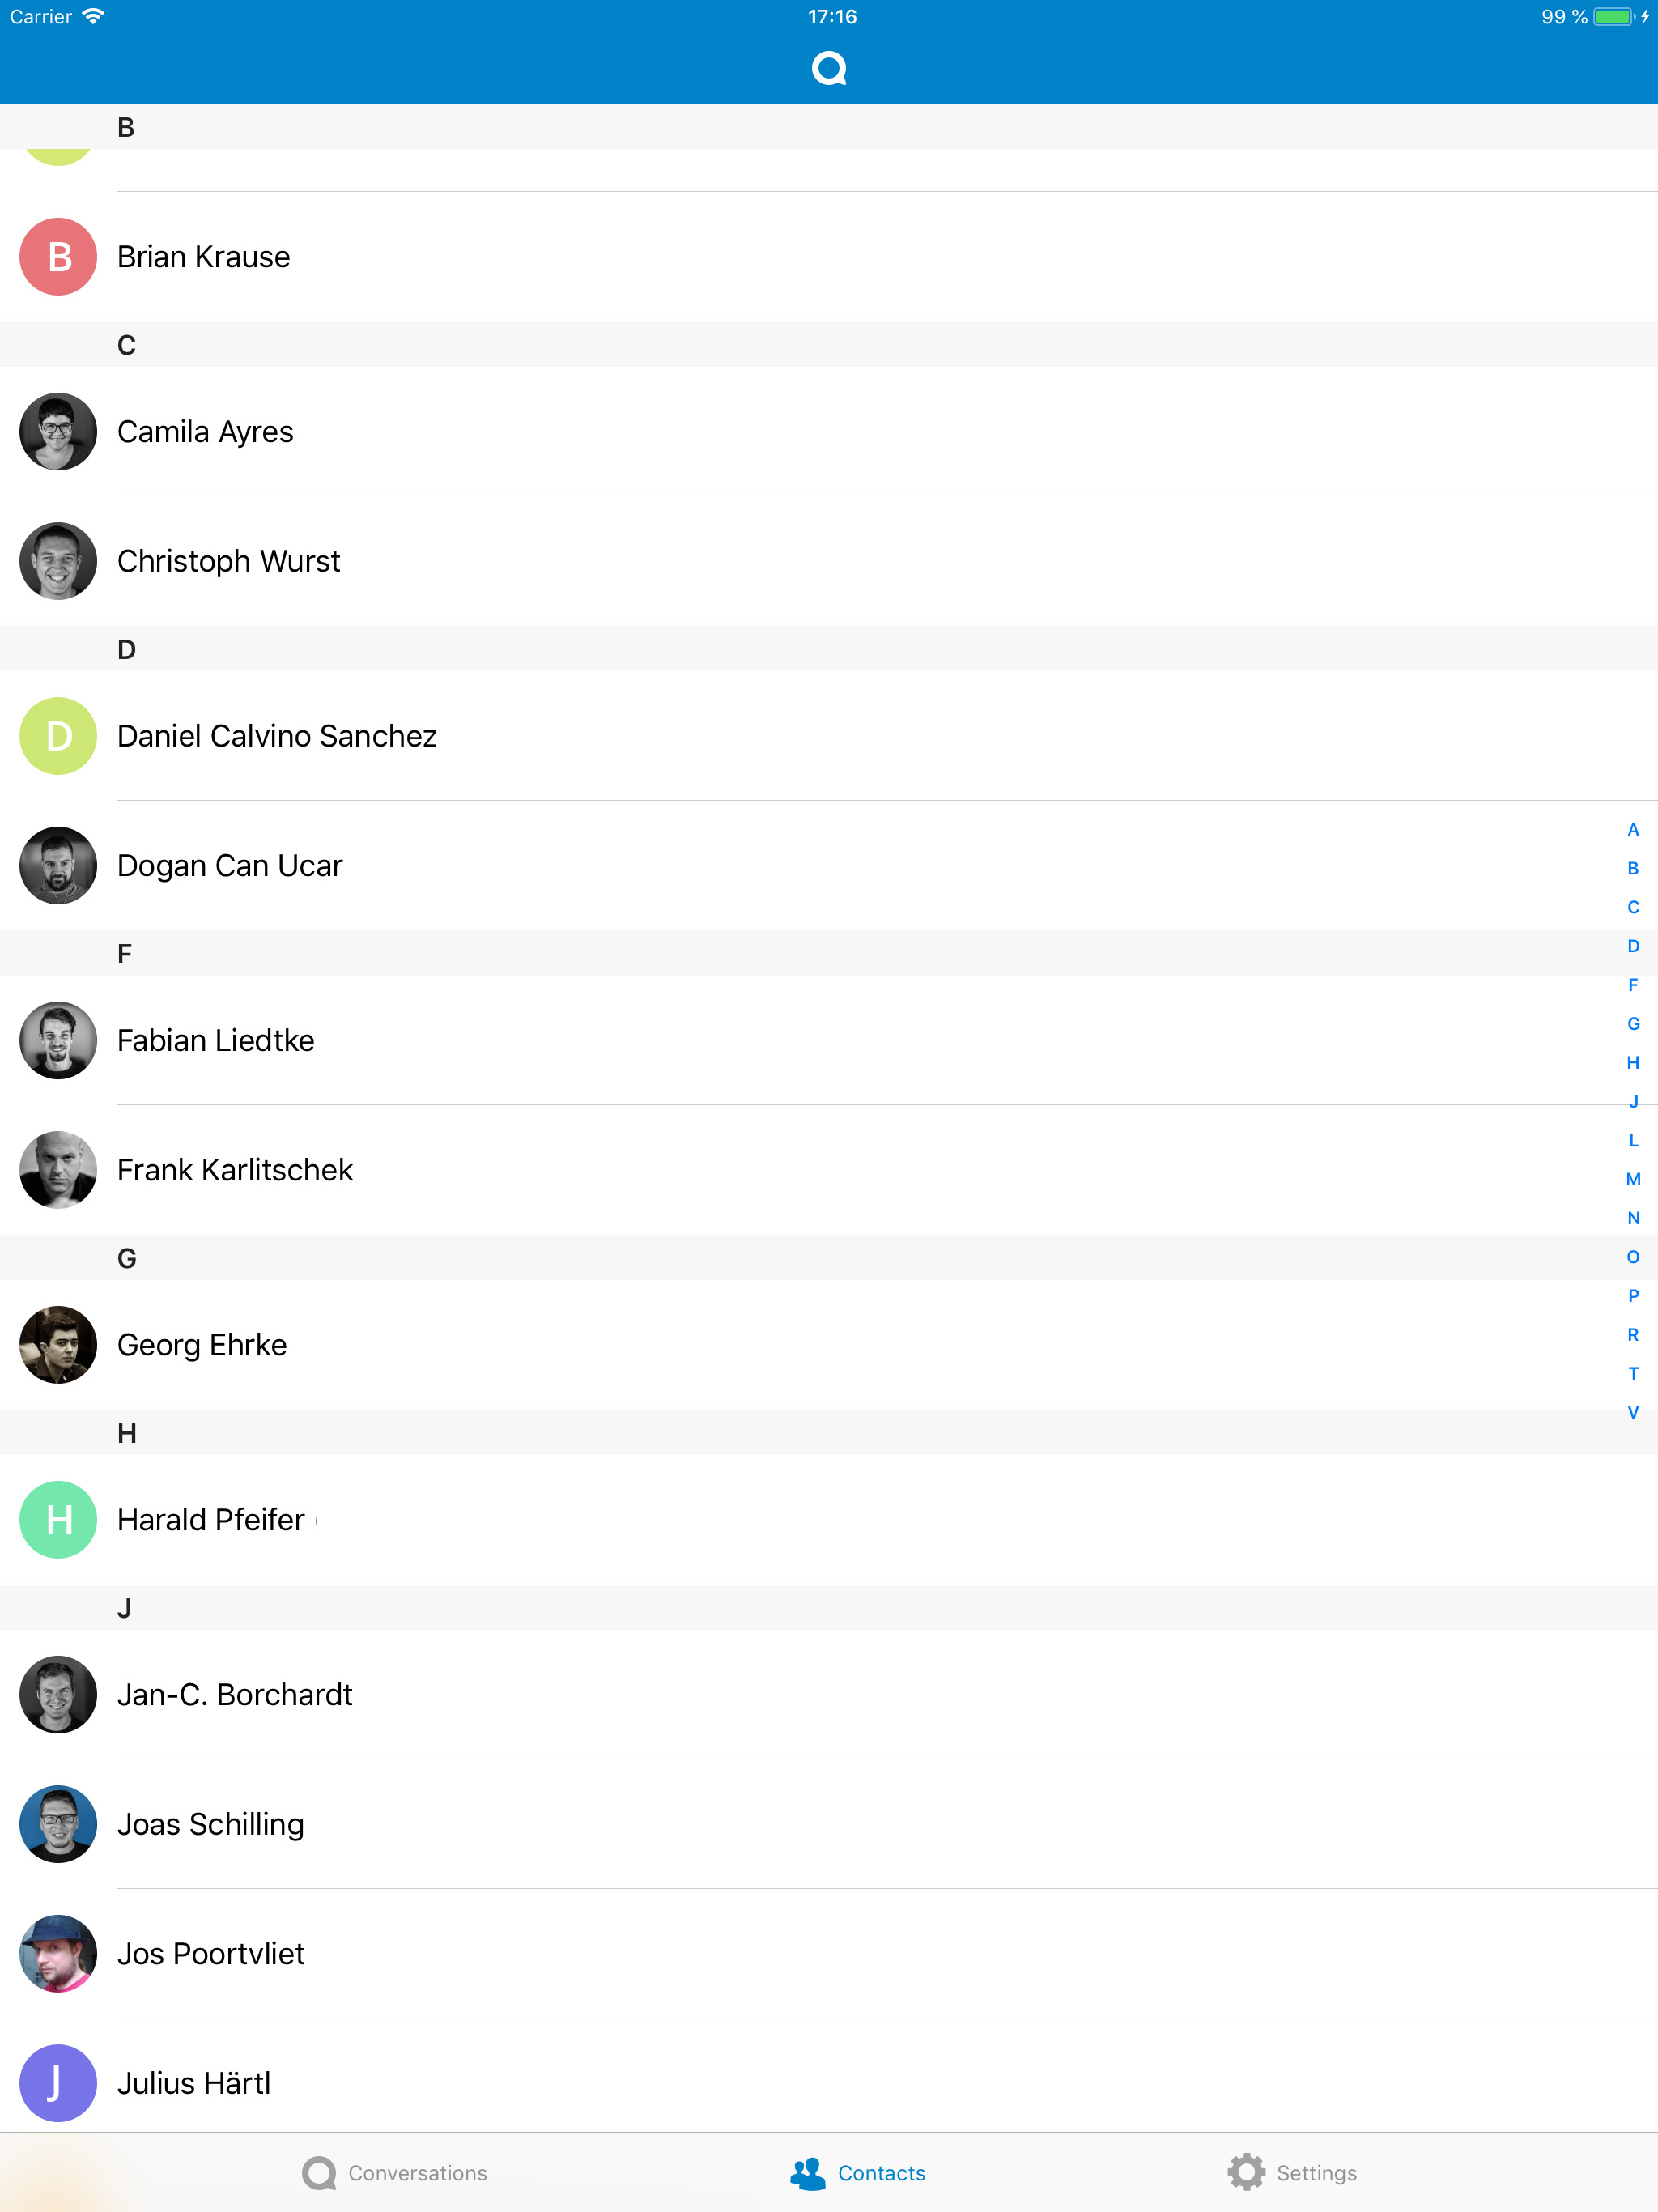 Carrier 17:16 99 %
B
B Brian Krause
C
Camila Ayres
Christoph Wurst
D
D Daniel Calvino Sanchez
Dogan Can Ucar
F
Fabian Liedtke
Frank Karlitschek
G
Georg Ehrke
H
H Harald Pfeifer (
J
Jan-C. Borchardt
Joas Schilling
Jos Poortvliet
J Julius Härtl
A
B
C
D
F
G
H
J
L
M
N
O
P
R
T
V
Conversations Contacts Settings